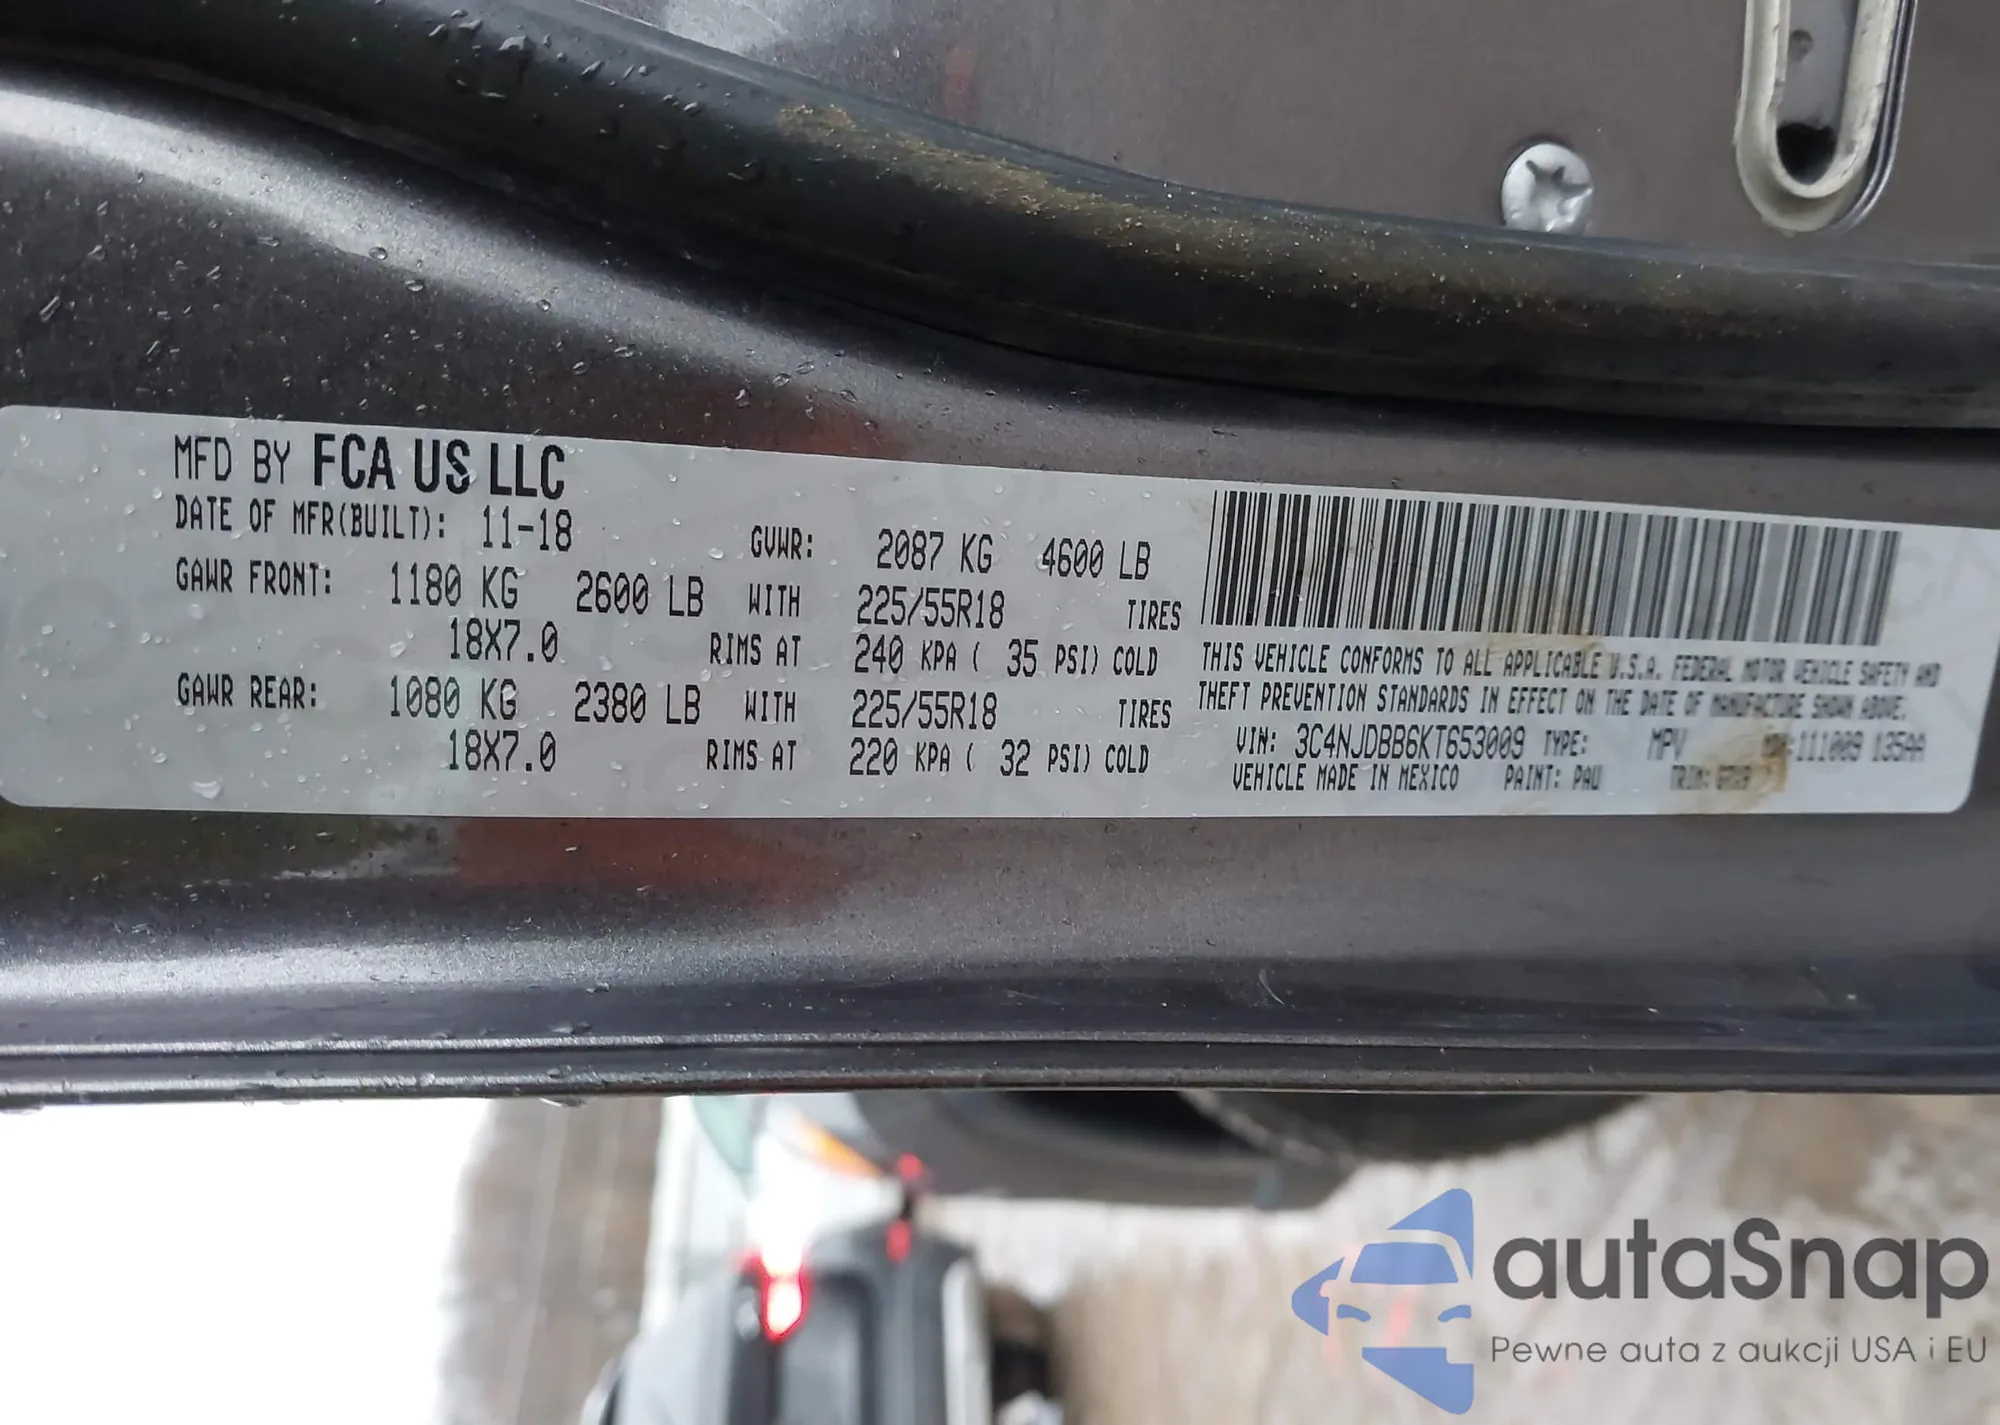 MFD BY FCA US LLC
DATE OF MFR(BUILT): 11-18 GVWR: 2087 KG 4600 LB
GAWR FRONT: 1180 KG 2600 LB WITH 225/55R18 TIRES
18X7.0 RIMS AT 240 KPA ( 35 PSI) COLD
GAWR REAR: 1080 KG 2380 LB WITH 225/55R18 TIRES
18X7.0 RIMS AT 220 KPA ( 32 PSI) COLD
THIS VEHICLE CONFORMS TO ALL APPLICABLE U.S.A. FEDERAL MOTOR VEHICLE SAFETY AND
THEFT PREVENTION STANDARDS IN EFFECT ON THE DATE OF MANUFACTURE SHOWN ABOVE.
VIN: 3C4NJDBB6KT653009 TYPE: MPV 111009 135AA
VEHICLE MADE IN MEXICO PAINT: PAU TRIM:
autaSnap
Pewne auta z aukcji USA i EU